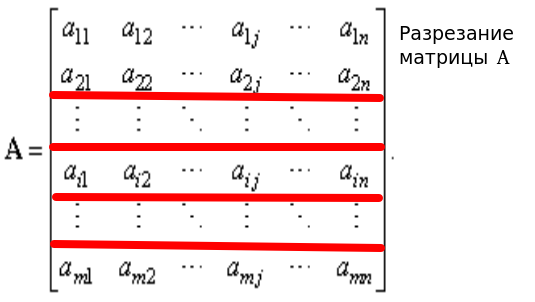 a11 a12 ⋯ a1j ⋯ a1n
Разрезание
матрицы A
a21 a22 ⋯ a2j ⋯ a2n
⋮ ⋮ ⋱ ⋮ ⋱ ⋮
A = ai1 ai2 ⋯ aij ⋯ ain .
⋮ ⋮ ⋱ ⋮ ⋱ ⋮
am1 am2 ⋯ amj ⋯ amn